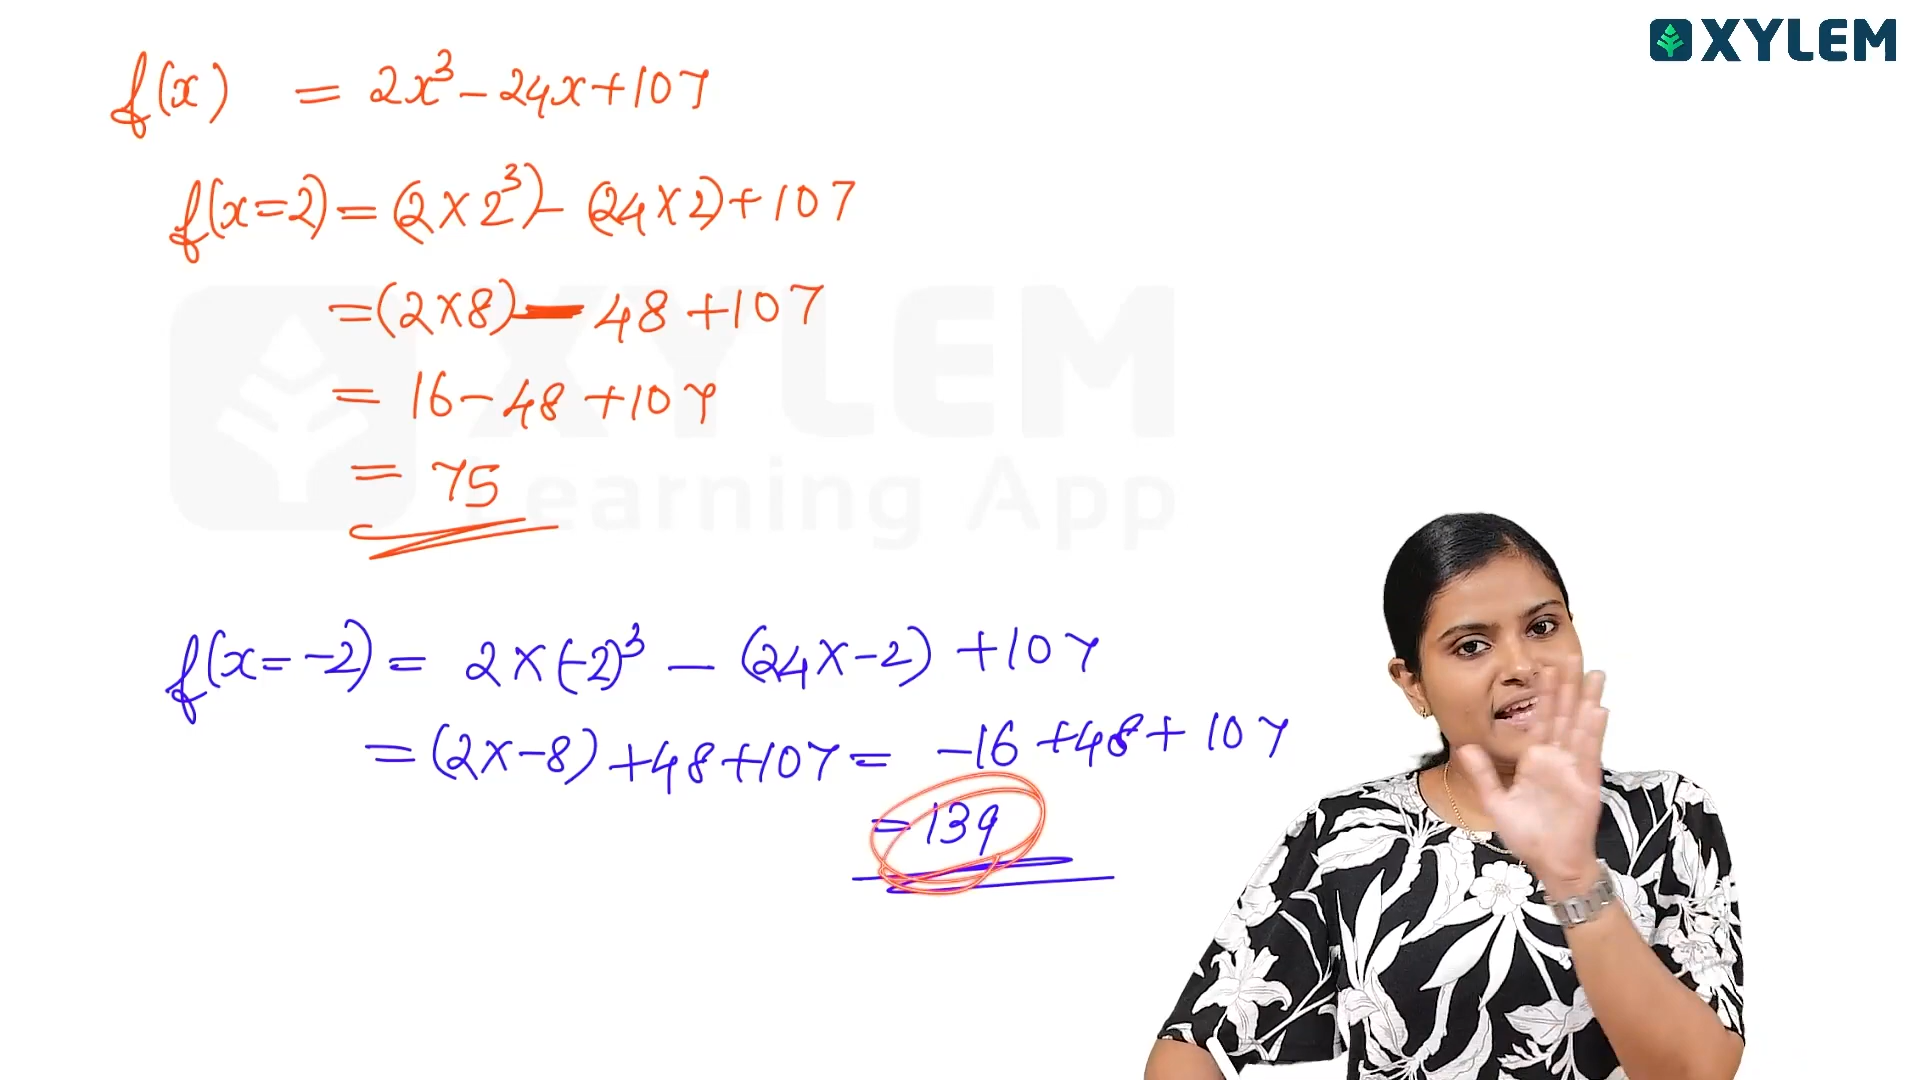 XYLEM
f(x) = 2x³ - 24x + 107
f(x=2) = (2 × 2³) - (24 × 2) + 107
= (2 × 8) - 48 + 107
= 16 - 48 + 107
= 75
XYLEM
Learning App
f(x = -2) = 2 × (-2)³ - (24 × -2) + 107
= (2 × -8) + 48 + 107 = -16 + 48 + 107
= 139